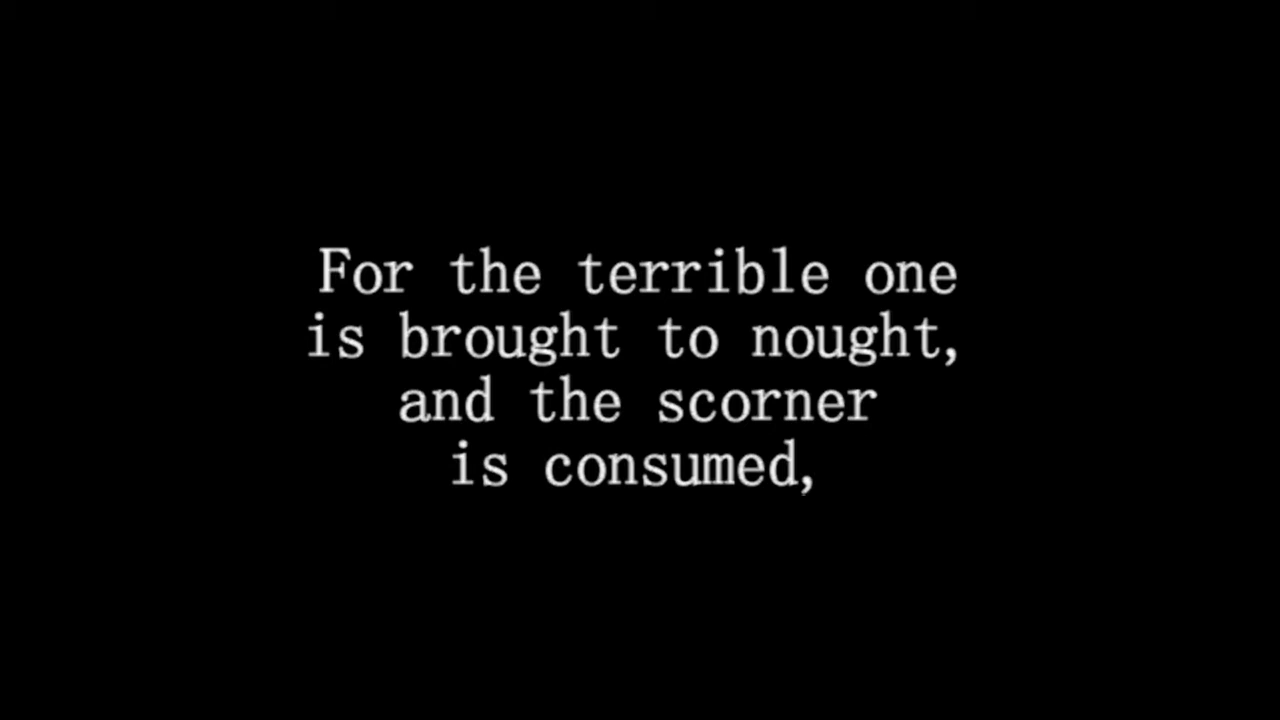 For the terrible one
is brought to nought,
and the scorner
is consumed,